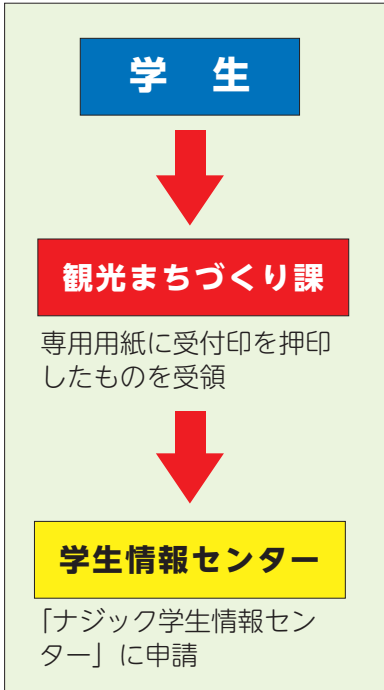 学　生
観光まちづくり課
専用用紙に受付印を押印
したものを受領
学生情報センター
「ナジック学生情報セン
ター」に申請